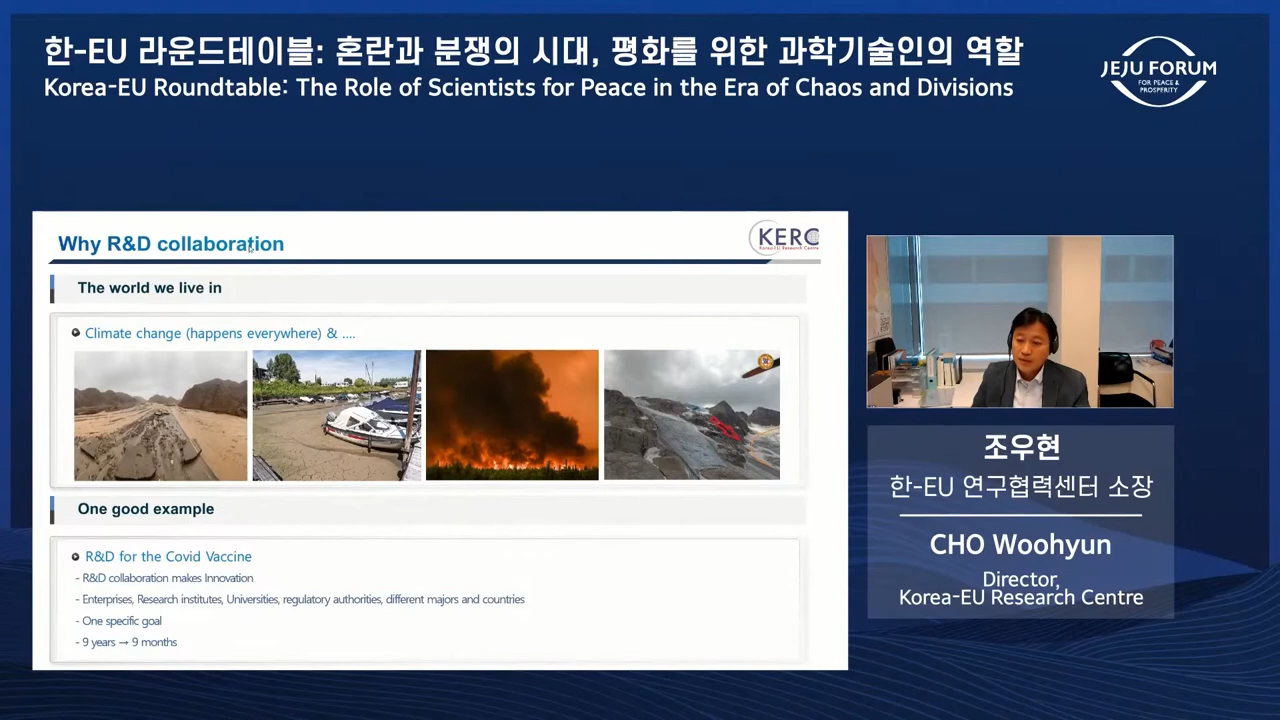 한-EU 라운드테이블: 혼란과 분쟁의 시대, 평화를 위한 과학기술인의 역할
Korea-EU Roundtable: The Role of Scientists for Peace in the Era of Chaos and Divisions
JEJU FORUM
FOR PEACE &
PROSPERITY
Why R&D collaboration
KERC
Korea-EU Research Centre
The world we live in
Climate change (happens everywhere) & ....
One good example
R&D for the Covid Vaccine
- R&D collaboration makes Innovation
- Enterprises, Research institutes, Universities, regulatory authorities, different majors and countries
- One specific goal
- 9 years → 9 months
조우현
한-EU 연구협력센터 소장
CHO Woohyun
Director,
Korea-EU Research Centre